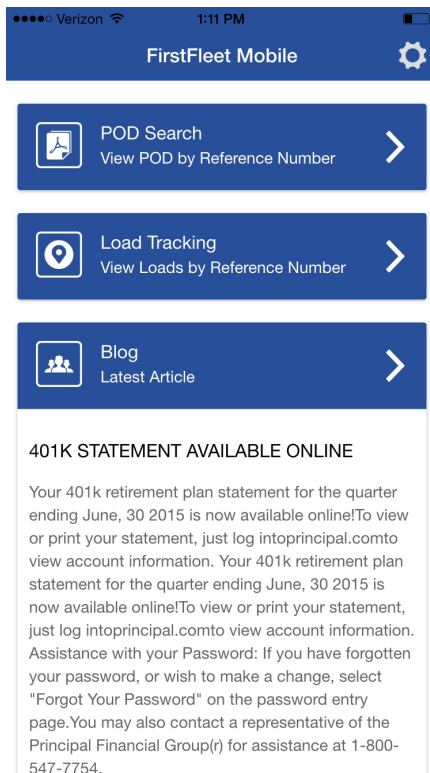 Verizon 1:11 PM
FirstFleet Mobile
POD Search
View POD by Reference Number
Load Tracking
View Loads by Reference Number
Blog
Latest Article
401K STATEMENT AVAILABLE ONLINE
Your 401k retirement plan statement for the quarter
ending June, 30 2015 is now available online!To view
or print your statement, just log intoprincipal.comto
view account information. Your 401k retirement plan
statement for the quarter ending June, 30 2015 is
now available online!To view or print your statement,
just log intoprincipal.comto view account information.
Assistance with your Password: If you have forgotten
your password, or wish to make a change, select
"Forgot Your Password" on the password entry
page.You may also contact a representative of the
Principal Financial Group(r) for assistance at 1-800-
547-7754.